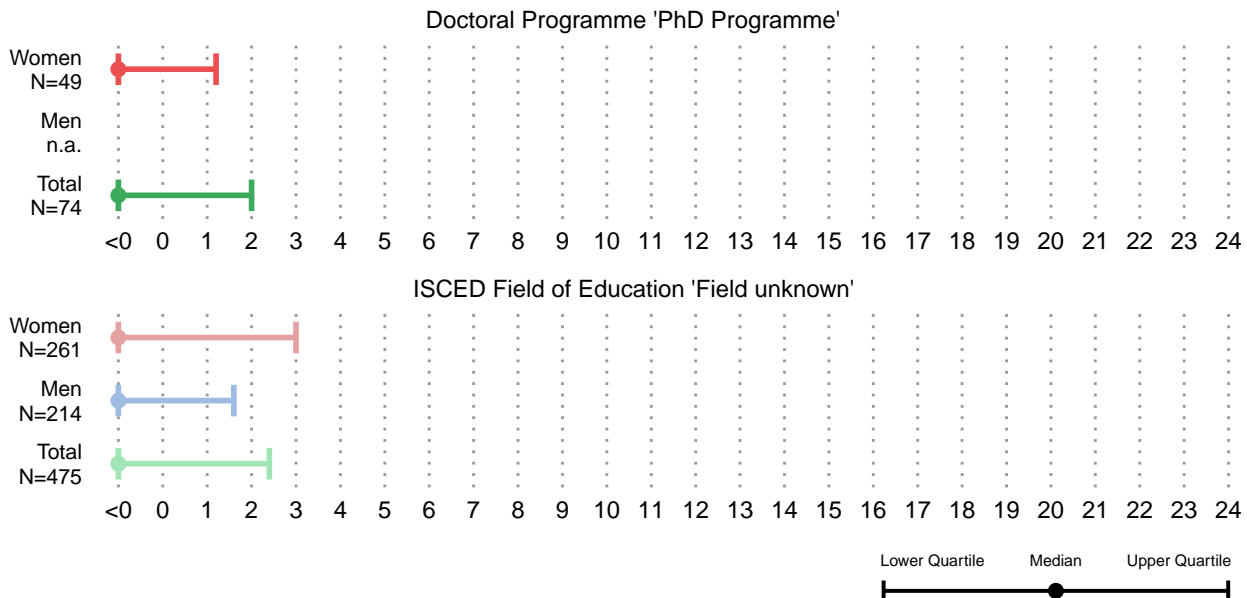 Doctoral Programme 'PhD Programme'
Women
N=49
Men
n.a.
Total
N=74
<0 0 1 2 3 4 5 6 7 8 9 10 11 12 13 14 15 16 17 18 19 20 21 22 23 24
ISCED Field of Education 'Field unknown'
Women
N=261
Men
N=214
Total
N=475
<0 0 1 2 3 4 5 6 7 8 9 10 11 12 13 14 15 16 17 18 19 20 21 22 23 24
Lower Quartile Median Upper Quartile